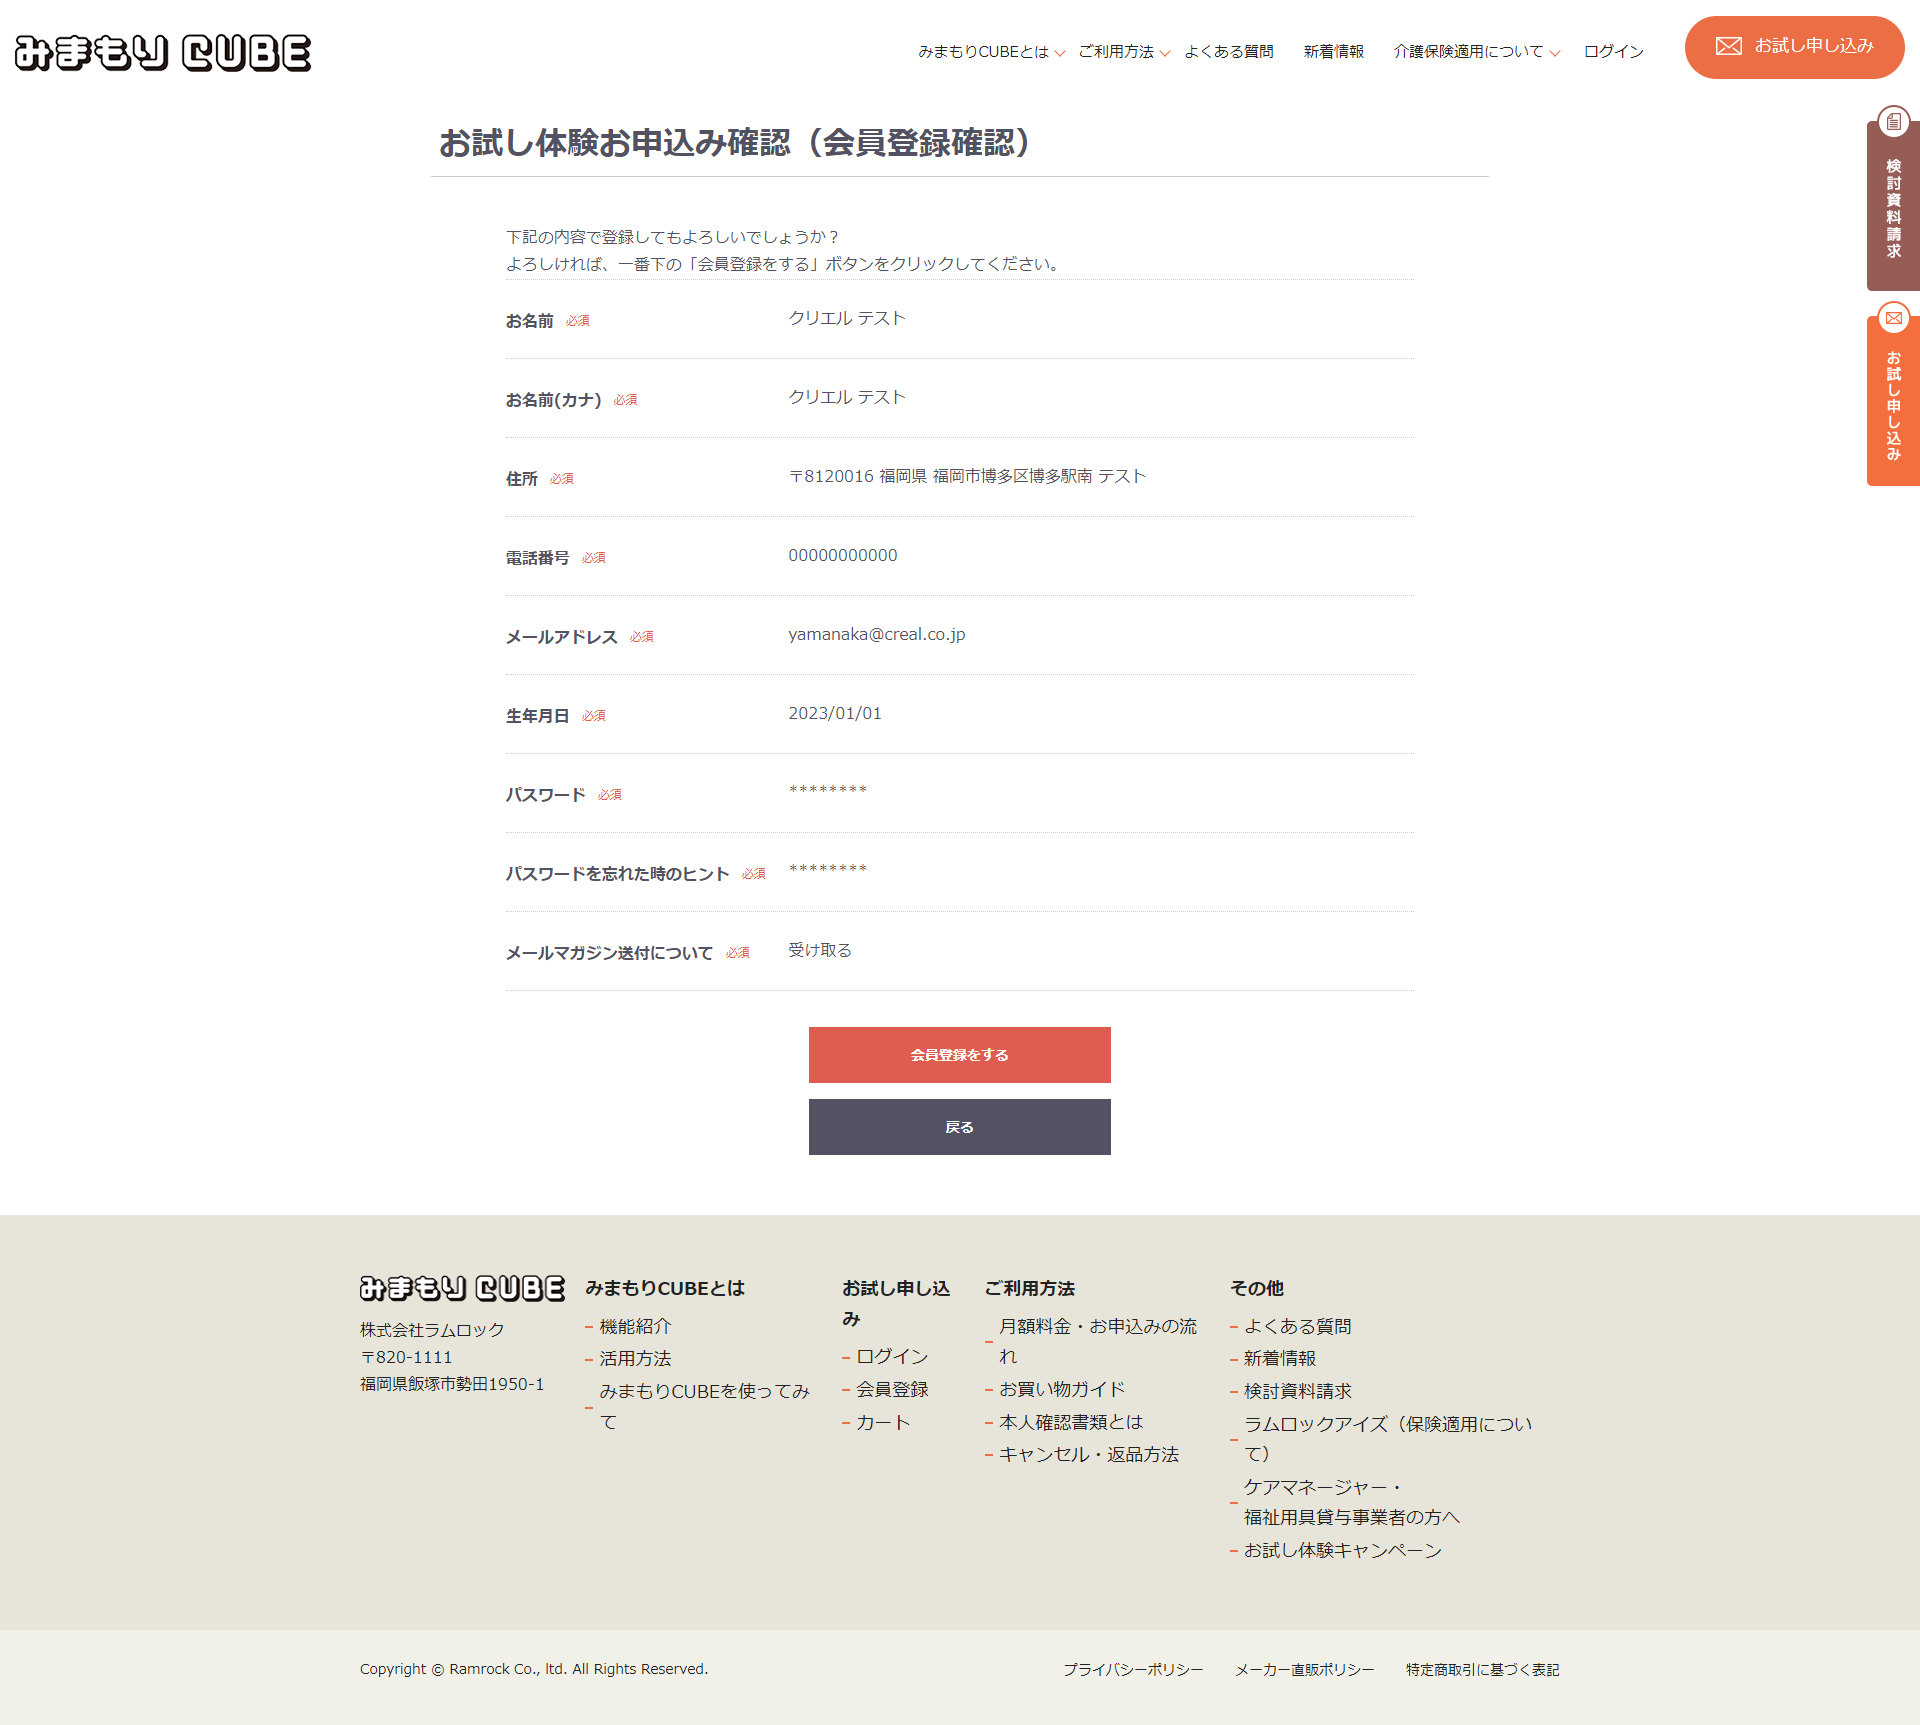 みまもり CUBE
みまもりCUBEとは
ご利用方法
よくある質問
新着情報
介護保険適用について
ログイン
お試し申し込み
検討資料請求
お試し申し込み
お試し体験お申込み確認（会員登録確認）
下記の内容で登録してもよろしいでしょうか？
よろしければ、一番下の「会員登録をする」ボタンをクリックしてください。
お名前 必須 クリエル テスト
お名前(カナ) 必須 クリエル テスト
住所 必須 〒8120016 福岡県 福岡市博多区博多駅南 テスト
電話番号 必須 00000000000
メールアドレス 必須 yamanaka@creal.co.jp
生年月日 必須 2023/01/01
パスワード 必須 ********
パスワードを忘れた時のヒント 必須 ********
メールマガジン送付について 必須 受け取る
会員登録をする
戻る
みまもり CUBE
株式会社ラムロック
〒820-1111
福岡県飯塚市勢田1950-1
みまもりCUBEとは
機能紹介
活用方法
みまもりCUBEを使ってみ
て
お試し申し込
み
ログイン
会員登録
カート
ご利用方法
月額料金・お申込みの流
れ
お買い物ガイド
本人確認書類とは
キャンセル・返品方法
その他
よくある質問
新着情報
検討資料請求
ラムロックアイズ（保険適用につい
て）
ケアマネージャー・
福祉用具貸与事業者の方へ
お試し体験キャンペーン
Copyright © Ramrock Co., ltd. All Rights Reserved.
プライバシーポリシー
メーカー直販ポリシー
特定商取引に基づく表記